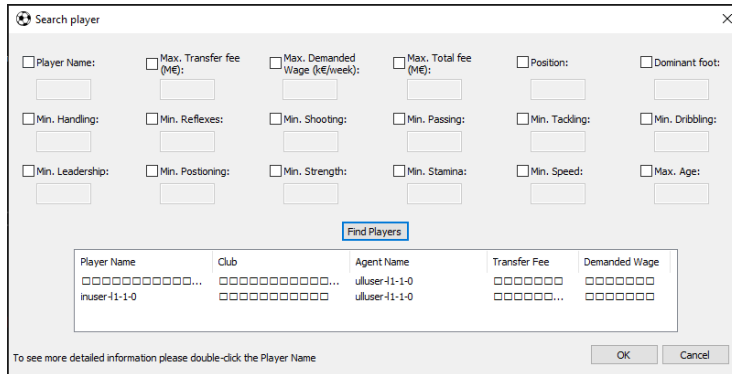 Search player
Player Name:
Max. Transfer fee
(M€):
Max. Demanded
Wage (k€/week):
Max. Total fee
(M€):
Position:
Dominant foot:
Min. Handling:
Min. Reflexes:
Min. Shooting:
Min. Passing:
Min. Tackling:
Min. Dribbling:
Min. Leadership:
Min. Postioning:
Min. Strength:
Min. Stamina:
Min. Speed:
Max. Age:
Find Players
Player Name Club Agent Name Transfer Fee Demanded Wage
□□□□□□□□□□□... □□□□□□□□□□□... ulluser-l1-1-0 □□□□□□□ □□□□□□□
inuser-l1-1-0 □□□□□□□□□□□ ulluser-l1-1-0 □□□□□□... □□□□□□□
To see more detailed information please double-click the Player Name
OK
Cancel